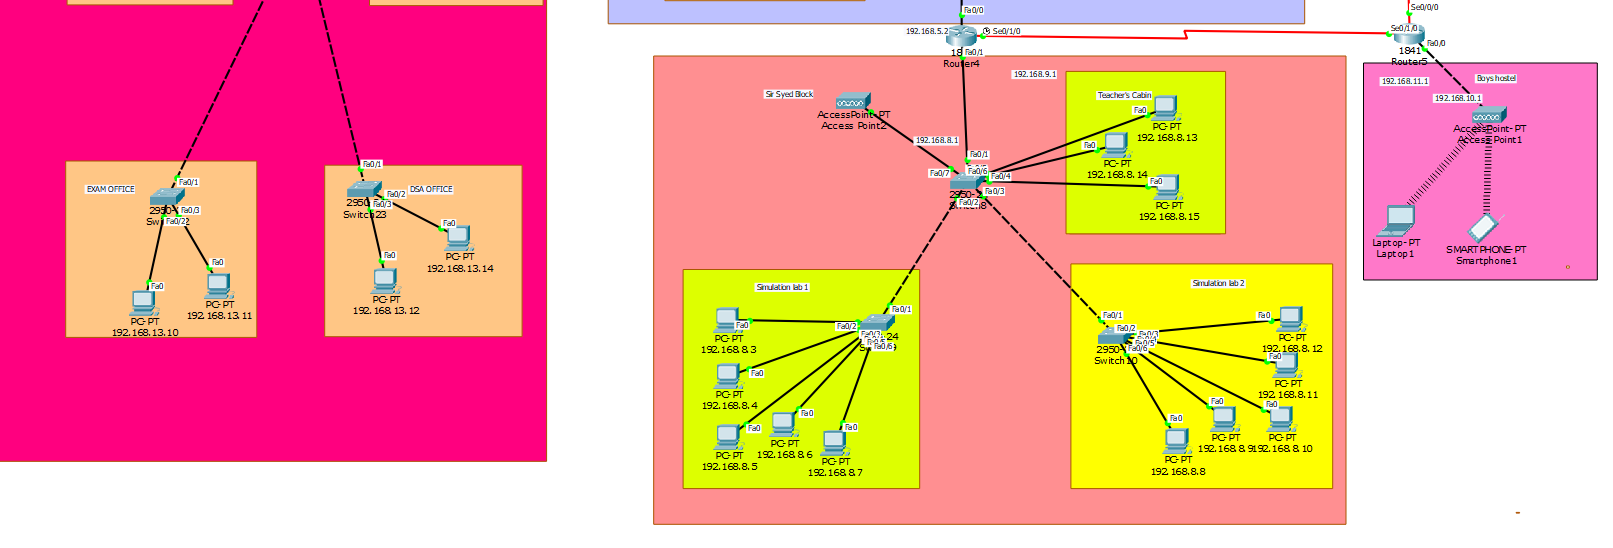 Fa0/0
192.168.5.2
Se0/1/0
Fa0/1
Router4
Se0/0/0
Se0/1/0
Fa0/0
1841
Router5
EXAM OFFICE
Fa0/1
Fa0/3
Fa0/2
Fa0
PC-PT
192.168.13.10
Fa0
PC-PT
192.168.13.11
DSA OFFICE
Fa0/1
Fa0/2
Fa0/3
Switch23
Fa0
PC-PT
192.168.13.12
Fa0
PC-PT
192.168.13.14
Sir Syed Block
AccessPoint-PT
Access Point2
192.168.8.1
192.168.9.1
Fa0/1
Fa0/6
Fa0/7
Fa0/4
Fa0/3
Fa0/2
Teacher's Cabin
Fa0
PC-PT
192.168.8.13
Fa0
PC-PT
192.168.8.14
Fa0
PC-PT
192.168.8.15
Simulation lab 1
Fa0/1
Fa0/2
Fa0/6
Fa0
PC-PT
192.168.8.3
Fa0
PC-PT
192.168.8.4
Fa0
PC-PT
192.168.8.5
Fa0
PC-PT
192.168.8.6
Fa0
PC-PT
192.168.8.7
Simulation lab 2
Fa0/1
Fa0/2
Fa0/3
Fa0/5
Fa0/6
Switch10
Fa0
PC-PT
192.168.8.12
Fa0
PC-PT
192.168.8.11
Fa0
PC-PT
192.168.8.10
Fa0
PC-PT
192.168.8.9
Fa0
PC-PT
192.168.8.8
192.168.11.1
Boys hostel
192.168.10.1
AccessPoint-PT
Access Point1
Laptop-PT
Laptop1
SMARTPHONE-PT
Smartphone1